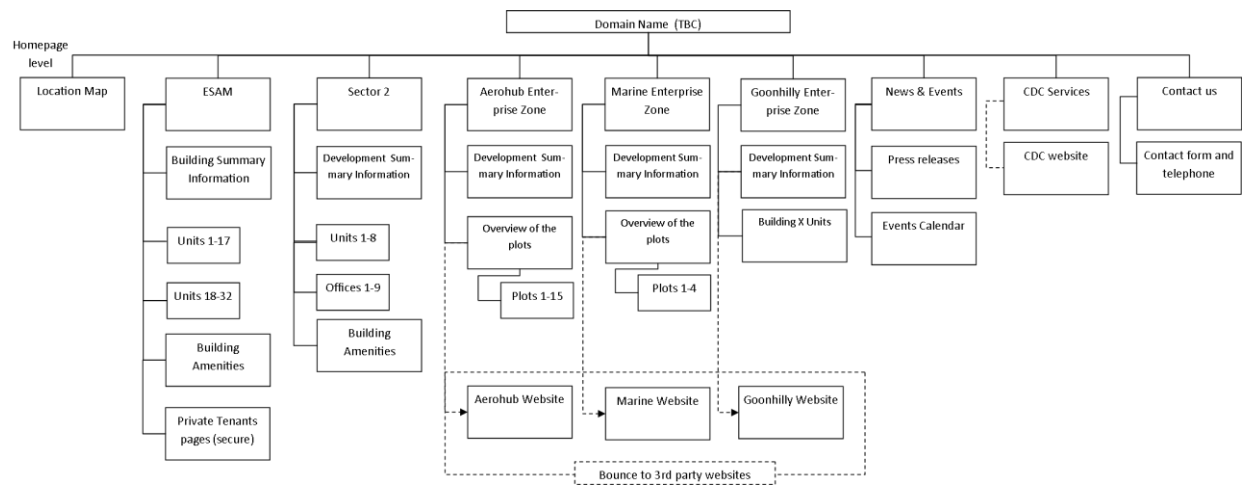 Domain Name (TBC)
Homepage
level
Location Map
ESAM
Sector 2
Aerohub Enter-
prise Zone
Marine Enterprise
Zone
Goonhilly Enter-
prise Zone
News & Events
CDC Services
Contact us
Building Summary
Information
Development Sum-
mary Information
Development Sum-
mary Information
Development Sum-
mary Information
Development Sum-
mary Information
Press releases
CDC website
Contact form and
telephone
Units 1-17
Units 1-8
Overview of the
plots
Overview of the
plots
Building X Units
Events Calendar
Units 18-32
Offices 1-9
Plots 1-15
Plots 1-4
Building
Amenities
Building
Amenities
Private Tenants
pages (secure)
Aerohub Website
Marine Website
Goonhilly Website
Bounce to 3rd party websites